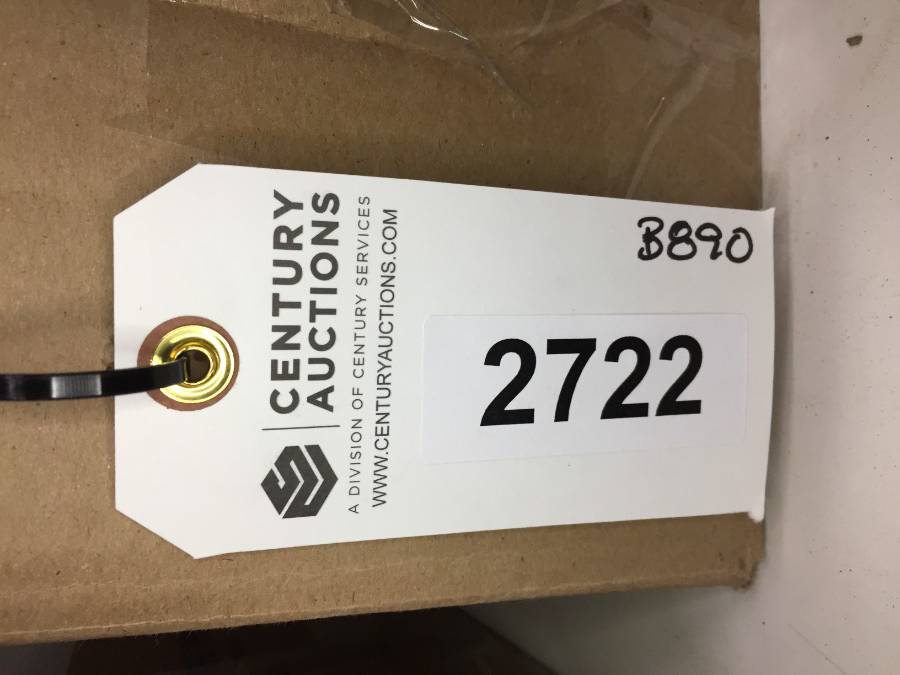 CENTURY
AUCTIONS
A DIVISION OF CENTURY SERVICES
WWW.CENTURYAUCTIONS.COM
B890
2722